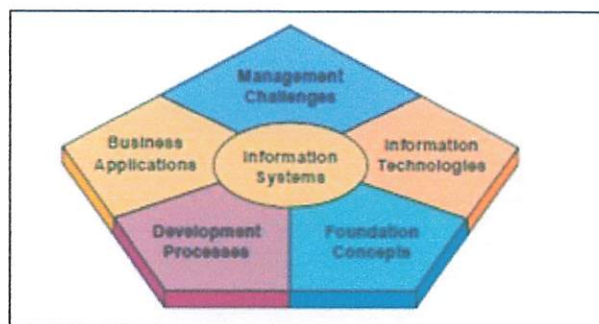 Management
Challenges
Business
Applications
Information
Systems
Information
Technologies
Development
Processes
Foundation
Concepts